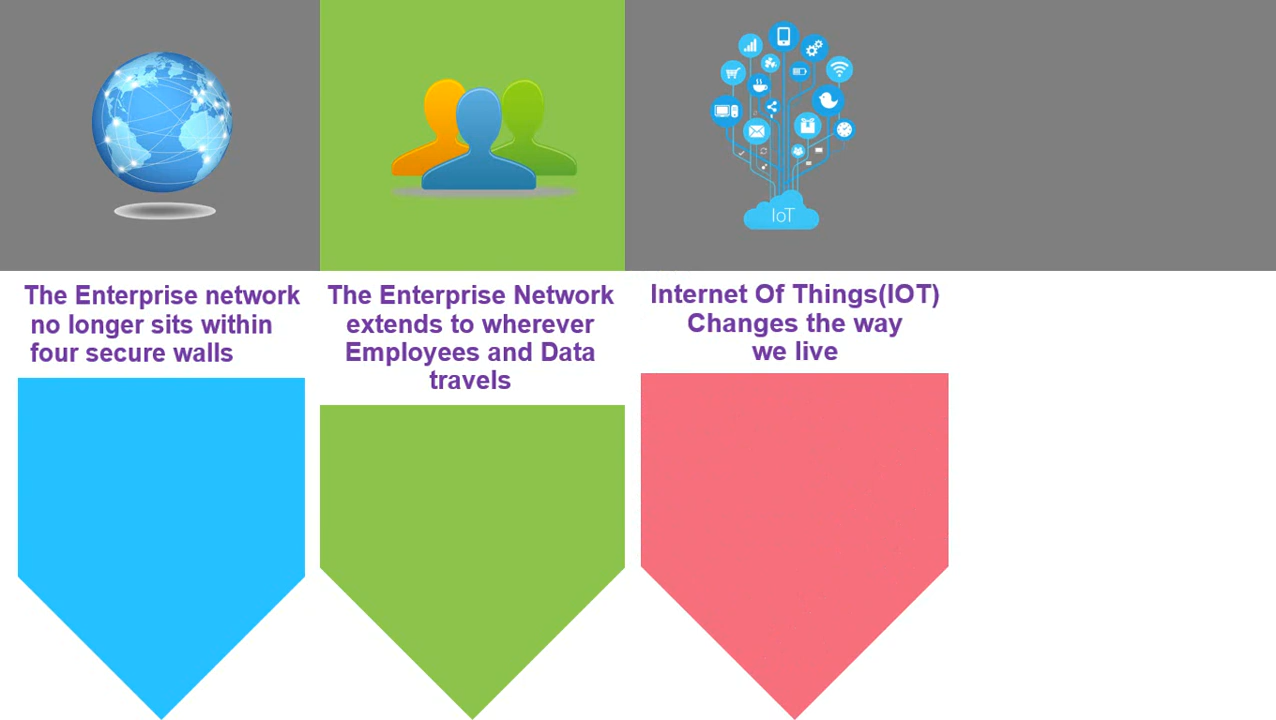 IoT
The Enterprise network
no longer sits within
four secure walls
The Enterprise Network
extends to wherever
Employees and Data
travels
Internet Of Things(IOT)
Changes the way
we live